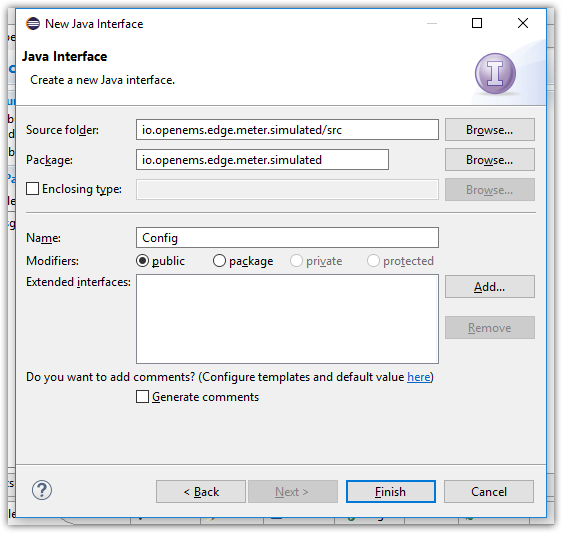 New Java Interface
Java Interface
Create a new Java interface.
I
Source folder: io.openems.edge.meter.simulated/src Browse...
Package: io.openems.edge.meter.simulated Browse...
Enclosing type: Browse...
Name: Config
Modifiers: public package private protected
Extended interfaces: Add...
Remove
Do you want to add comments? (Configure templates and default value here)
Generate comments
? < Back Next > Finish Cancel